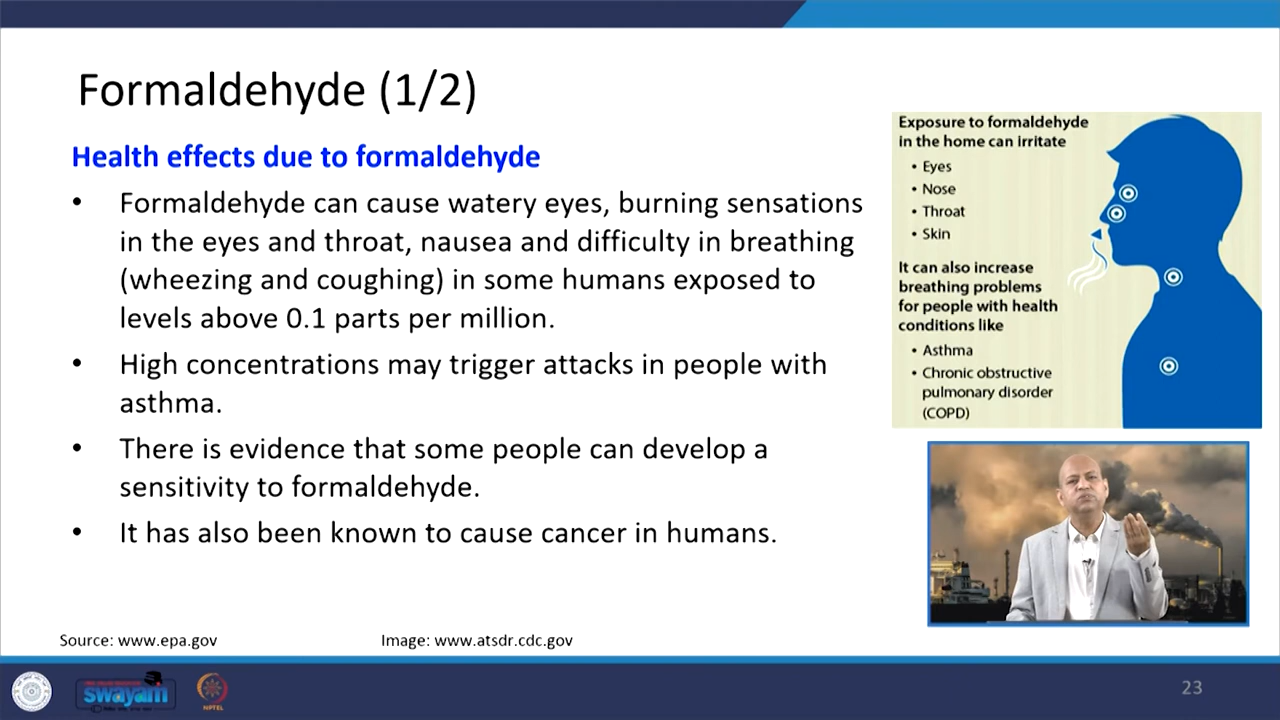 Formaldehyde (1/2)
Health effects due to formaldehyde
• Formaldehyde can cause watery eyes, burning sensations
in the eyes and throat, nausea and difficulty in breathing
(wheezing and coughing) in some humans exposed to
levels above 0.1 parts per million.
• High concentrations may trigger attacks in people with
asthma.
• There is evidence that some people can develop a
sensitivity to formaldehyde.
• It has also been known to cause cancer in humans.
Exposure to formaldehyde
in the home can irritate
• Eyes
• Nose
• Throat
• Skin
It can also increase
breathing problems
for people with health
conditions like
• Asthma
• Chronic obstructive
pulmonary disorder
(COPD)
Source: www.epa.gov
Image: www.atsdr.cdc.gov
swayam
NPTEL
23